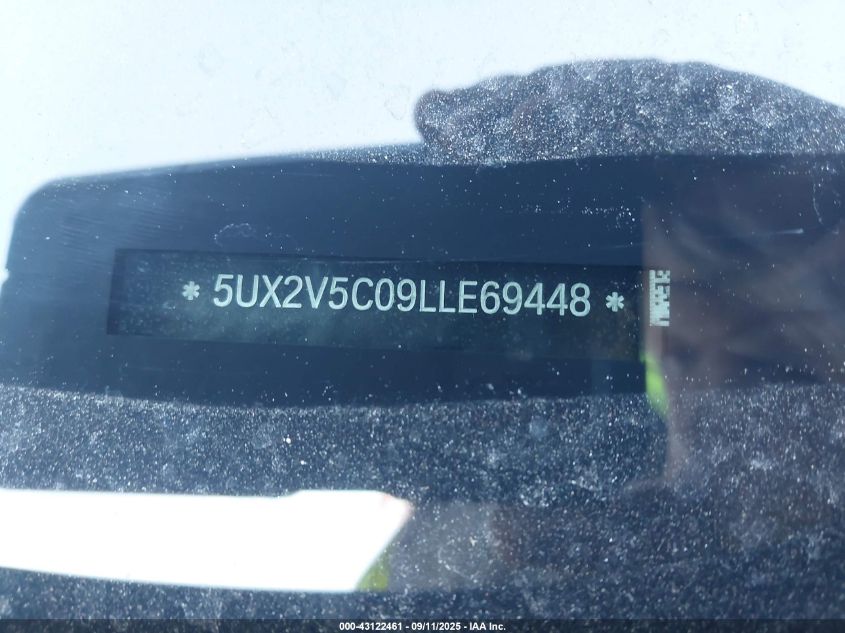 * 5UX2V5C09LLE69448 *
000-43122461 - 09/11/2025 - IAA Inc.